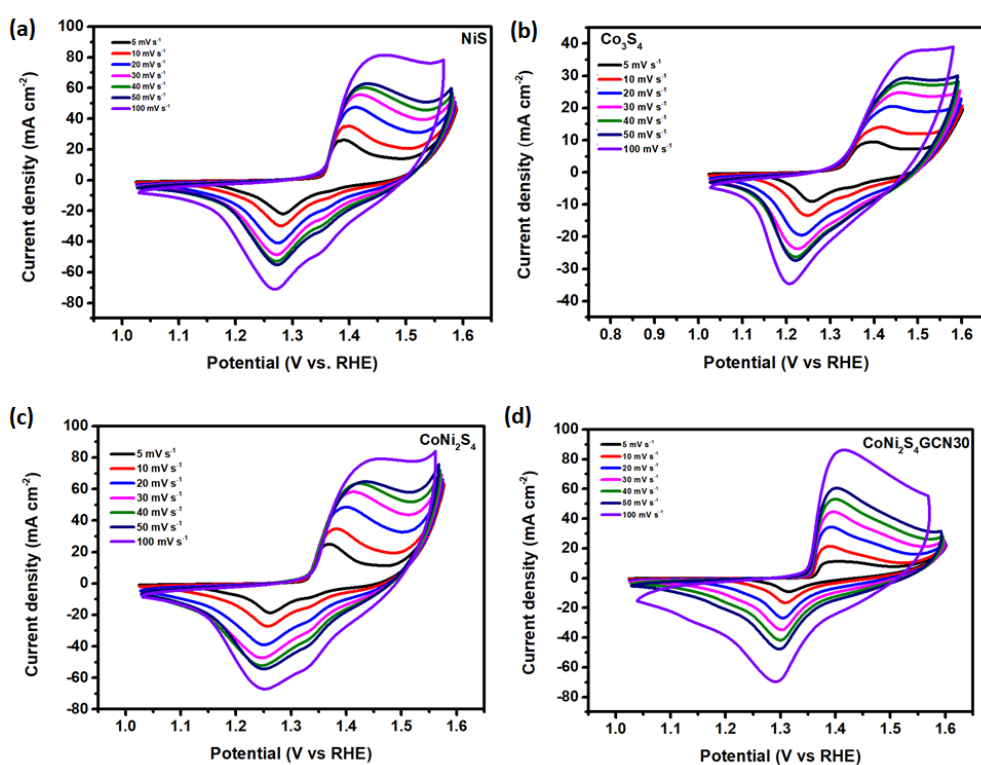 (a)
NiS
5 mV s⁻¹
10 mV s⁻¹
20 mV s⁻¹
30 mV s⁻¹
40 mV s⁻¹
50 mV s⁻¹
100 mV s⁻¹
100
80
60
40
20
0
-20
-40
-60
-80
Current density (mA cm⁻²)
1.0 1.1 1.2 1.3 1.4 1.5 1.6
Potential (V vs. RHE)
(b)
Co₃S₄
5 mV s⁻¹
10 mV s⁻¹
20 mV s⁻¹
30 mV s⁻¹
40 mV s⁻¹
50 mV s⁻¹
100 mV s⁻¹
40
30
20
10
0
-10
-20
-30
-40
Current density (mA cm⁻²)
0.8 0.9 1.0 1.1 1.2 1.3 1.4 1.5 1.6
Potential (V vs RHE)
(c)
CoNi₂S₄
5 mV s⁻¹
10 mV s⁻¹
20 mV s⁻¹
30 mV s⁻¹
40 mV s⁻¹
50 mV s⁻¹
100 mV s⁻¹
100
80
60
40
20
0
-20
-40
-60
-80
Current density (mA cm⁻²)
1.0 1.1 1.2 1.3 1.4 1.5 1.6
Potential (V vs RHE)
(d)
CoNi₂S₄GCN30
5 mV s⁻¹
10 mV s⁻¹
20 mV s⁻¹
30 mV s⁻¹
40 mV s⁻¹
50 mV s⁻¹
100 mV s⁻¹
100
80
60
40
20
0
-20
-40
-60
-80
Current density (mA cm⁻²)
1.0 1.1 1.2 1.3 1.4 1.5 1.6
Potential (V vs RHE)